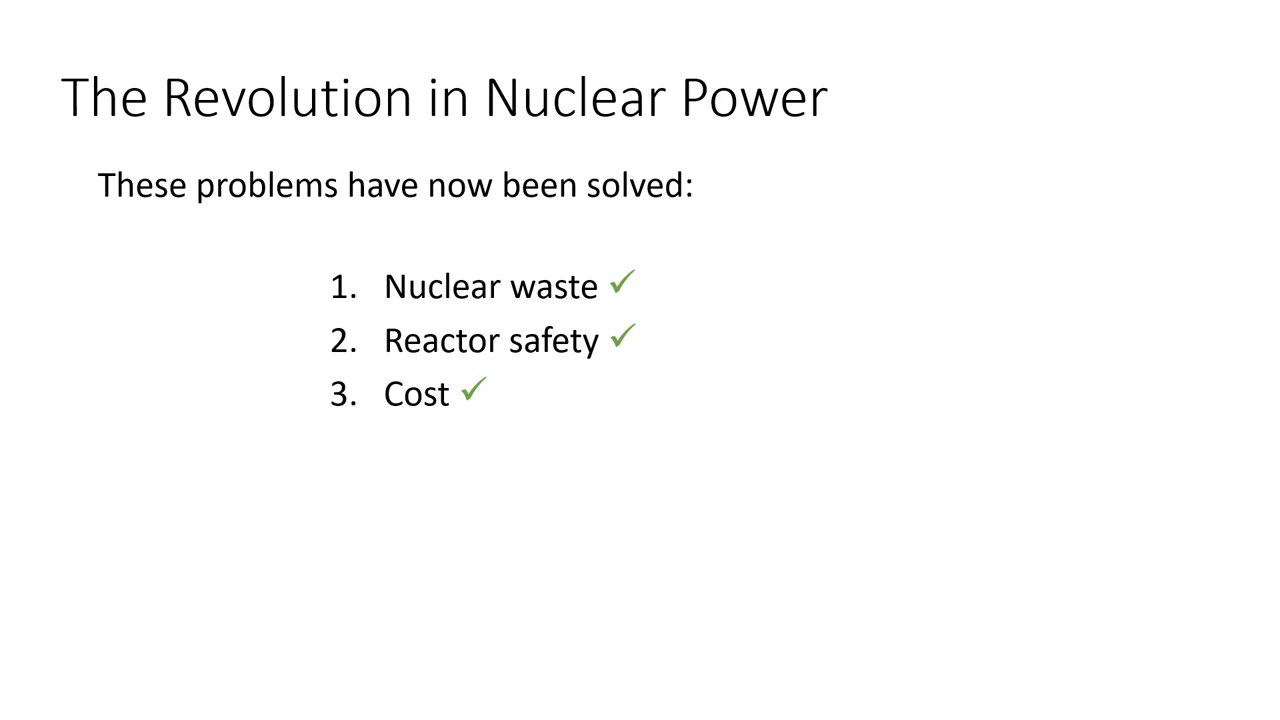 The Revolution in Nuclear Power
These problems have now been solved:
1. Nuclear waste ✓
2. Reactor safety ✓
3. Cost ✓